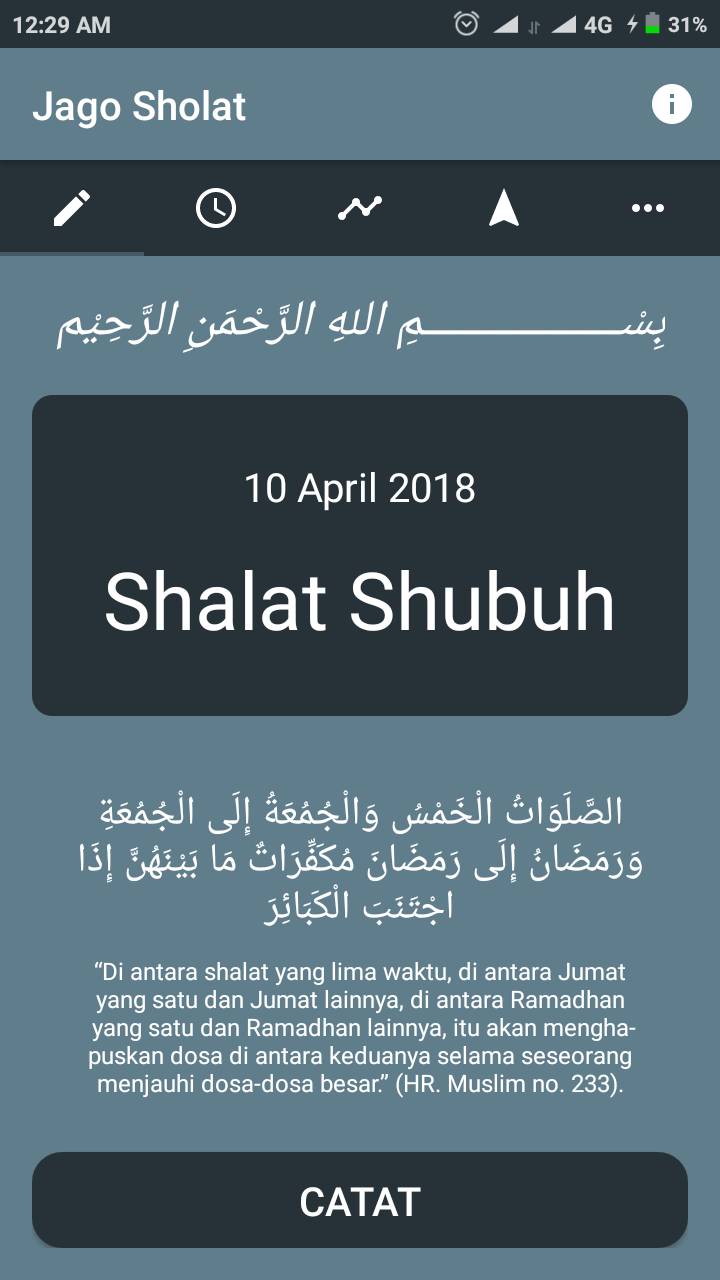 12:29 AM 4G 31%
Jago Sholat
بِسْـــــــــــــــــمِ اللهِ الرَّحْمَنِ الرَّحِيْم
10 April 2018
Shalat Shubuh
الصَّلَوَاتُ الْخَمْسُ وَالْجُمُعَةُ إِلَى الْجُمُعَةِ
وَرَمَضَانُ إِلَى رَمَضَانَ مُكَفِّرَاتٌ مَا بَيْنَهُنَّ إِذَا
اجْتَنَبَ الْكَبَائِرَ
“Di antara shalat yang lima waktu, di antara Jumat
yang satu dan Jumat lainnya, di antara Ramadhan
yang satu dan Ramadhan lainnya, itu akan mengha-
puskan dosa di antara keduanya selama seseorang
menjauhi dosa-dosa besar.” (HR. Muslim no. 233).
CATAT